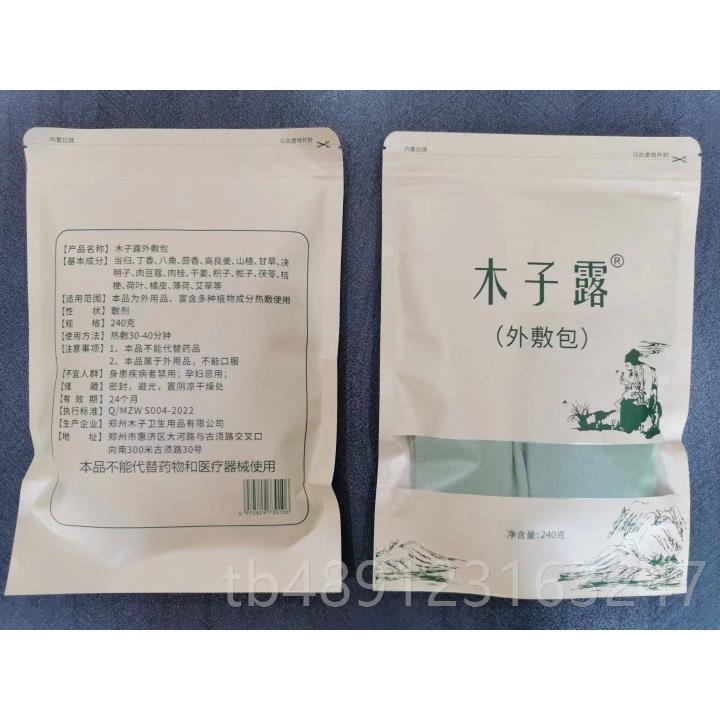 内氢拉链
沿此虚线开封
【产品名称】 木子露外敷包
【基本成分】 当归、丁香、八角、茴香、高良姜、山楂、甘草、决
明子、肉豆蔻、肉桂、干姜、枳子、栀子、茯苓、桔
梗、荷叶、橘皮、薄荷、艾草等
【适用范围】 本品为外用品、富含多种植物成分热敷使用
【性 状】 散剂
【规 格】 240克
【使用方法】 热敷30-40分钟
【注意事项】 1、本品不能代替药品
2、本品属于外用品，不能口服
【不宜人群】 身患疾病者禁用；孕妇忌用；
【储 藏】 密封，避光，置阴凉干燥处
【有 效 期】 24个月
【执行标准】 Q/MZW S004-2022
【生产企业】 郑州木子卫生用品有限公司
【地 址】 郑州市惠济区大河路与古须路交叉口
向南300米古须路30号
本品不能代替药物和医疗器械使用
沿此虚线开封
木子露®
（外敷包）
净含量：240克
tb489123163217